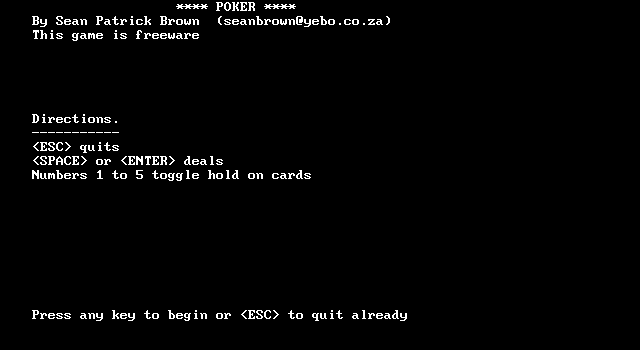 **** POKER ****
By Sean Patrick Brown  (seanbrown@yebo.co.za)
This game is freeware
Directions.
-----------
<ESC> quits
<SPACE> or <ENTER> deals
Numbers 1 to 5 toggle hold on cards
Press any key to begin or <ESC> to quit already